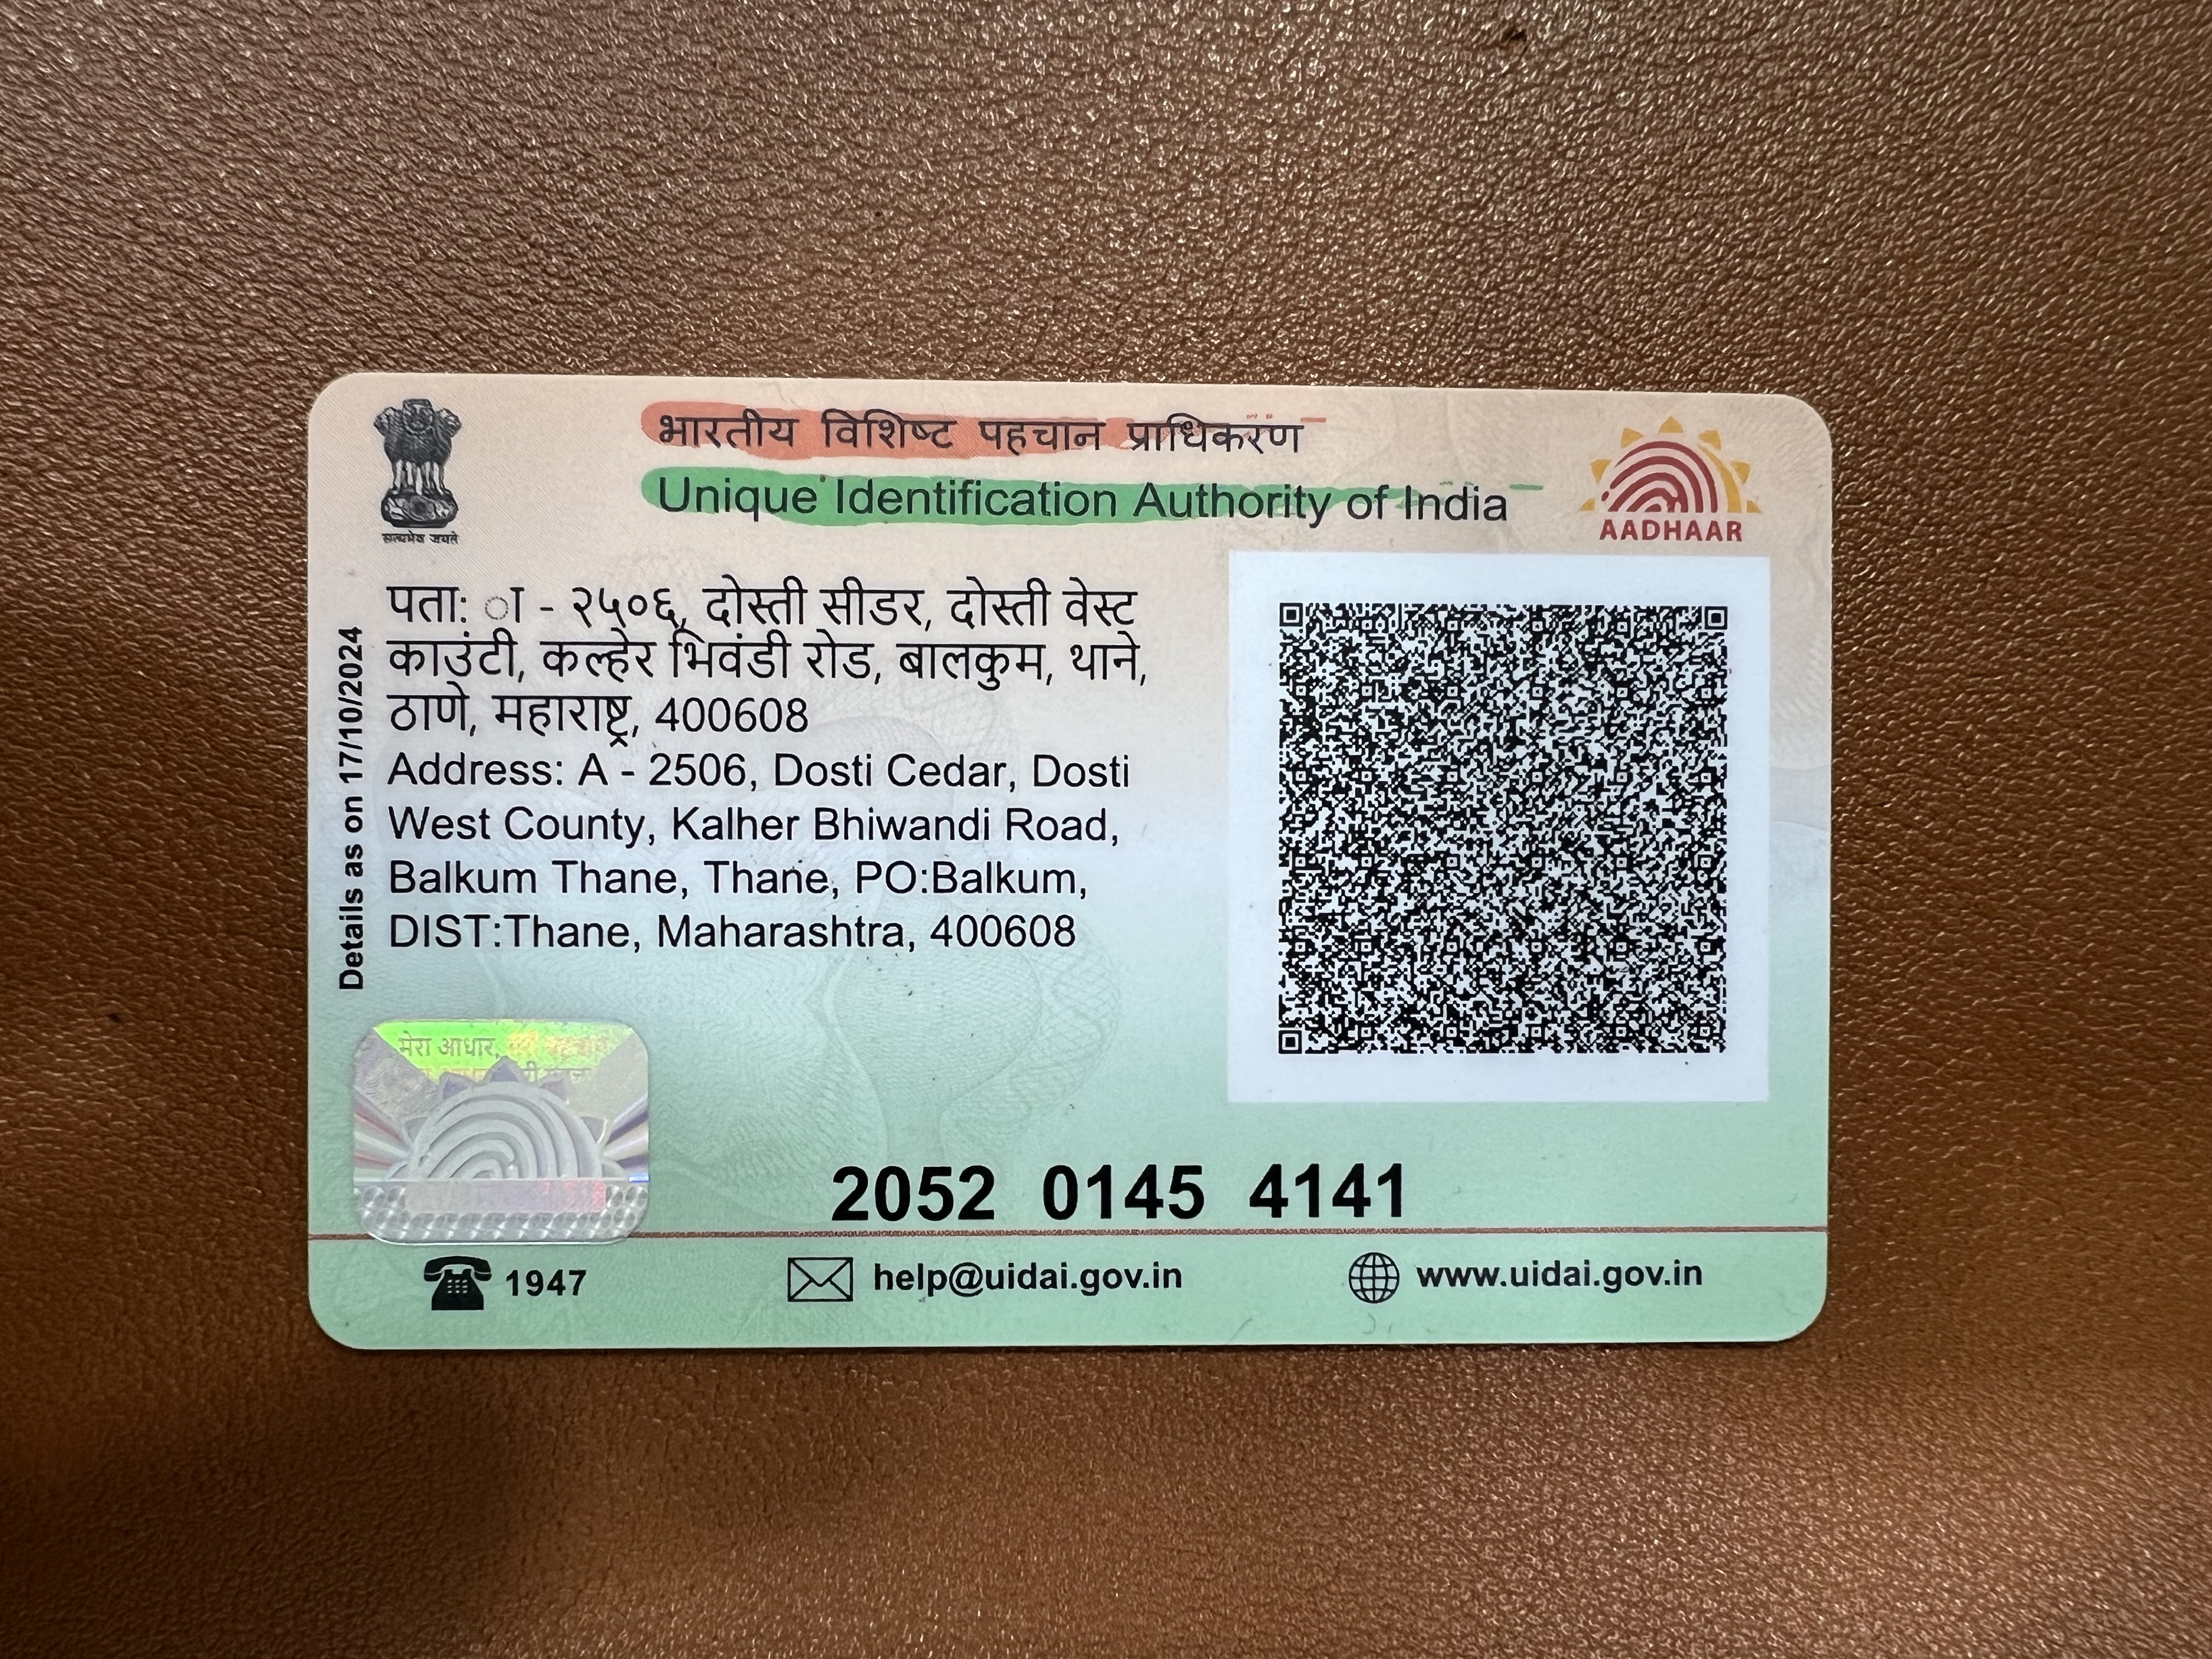 भारतीय विशिष्ट पहचान प्राधिकरण
Unique Identification Authority of India
सत्यमेव जयते
AADHAAR
Details as on 17/10/2024
पता: ा - २५०६, दोस्ती सीडर, दोस्ती वेस्ट
काउंटी, कल्हेर भिवंडी रोड, बालकुम, थाने,
ठाणे, महाराष्ट्र, 400608
Address: A - 2506, Dosti Cedar, Dosti
West County, Kalher Bhiwandi Road,
Balkum Thane, Thane, PO:Balkum,
DIST:Thane, Maharashtra, 400608
मेरा आधार,
2052 0145 4141
1947
help@uidai.gov.in
www.uidai.gov.in